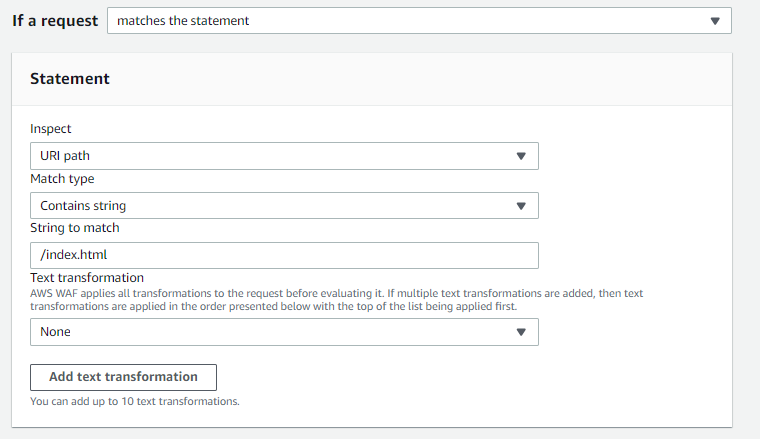 If a request matches the statement
Statement
Inspect
URI path
Match type
Contains string
String to match
/index.html
Text transformation
AWS WAF applies all transformations to the request before evaluating it. If multiple text transformations are added, then text
transformations are applied in the order presented below with the top of the list being applied first.
None
Add text transformation
You can add up to 10 text transformations.